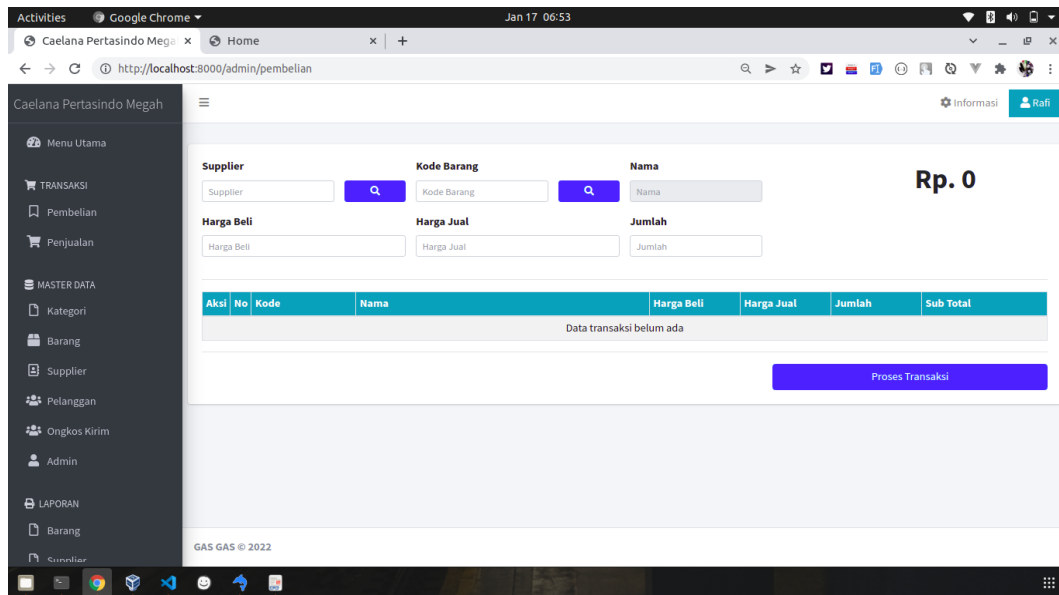 Activities Google Chrome Jan 17 06:53
Caelana Pertasindo Mega Home
http://localhost:8000/admin/pembelian
Caelana Pertasindo Megah
Informasi Rafi
Menu Utama
TRANSAKSI
Pembelian
Penjualan
MASTER DATA
Kategori
Barang
Supplier
Pelanggan
Ongkos Kirim
Admin
LAPORAN
Barang
Supplier
Supplier Kode Barang Nama
Supplier Kode Barang Nama
Rp. 0
Harga Beli Harga Jual Jumlah
Harga Beli Harga Jual Jumlah
Aksi No Kode Nama Harga Beli Harga Jual Jumlah Sub Total
Data transaksi belum ada
Proses Transaksi
GAS GAS © 2022